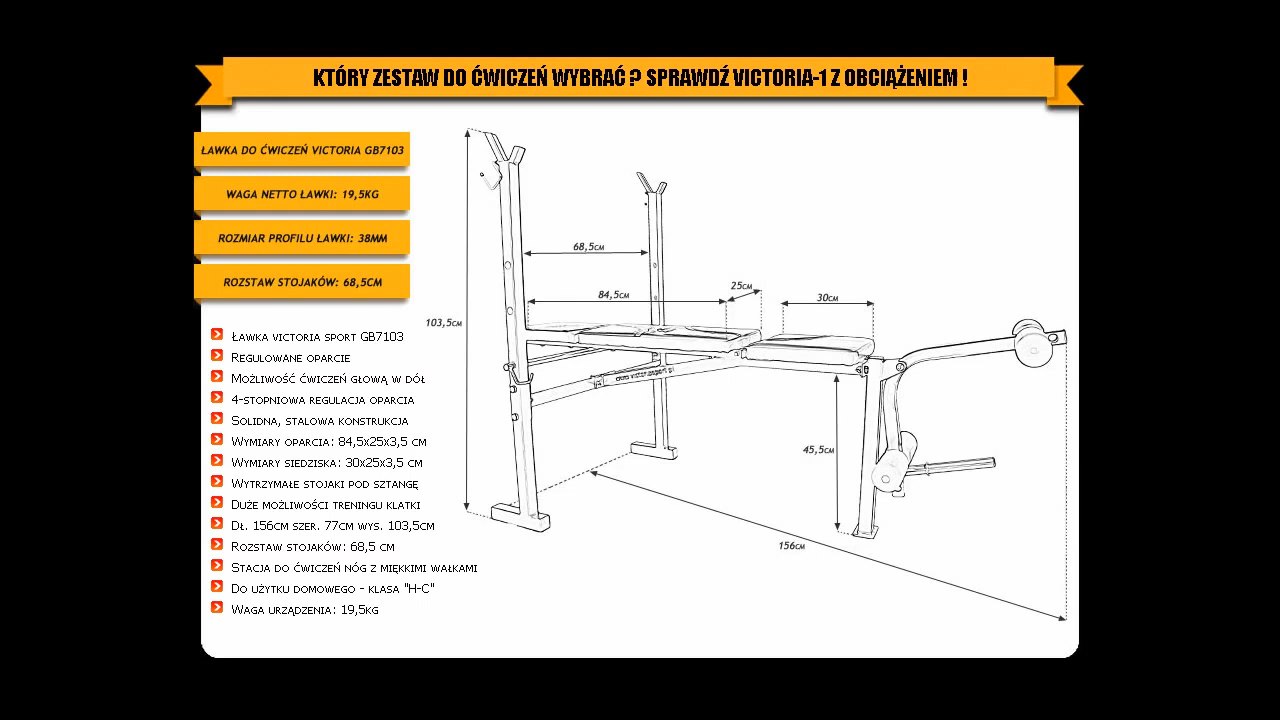 KTÓRY ZESTAW DO ĆWICZEŃ WYBRAĆ ? SPRAWDŹ VICTORIA-1 Z OBCIĄŻENIEM !
ŁAWKA DO ĆWICZEŃ VICTORIA GB7103
WAGA NETTO ŁAWKI: 19,5KG
ROZMIAR PROFILU ŁAWKI: 38MM
ROZSTAW STOJAKÓW: 68,5CM
ŁAWKA VICTORIA SPORT GB7103
REGULOWANE OPARCIE
MOŻLIWOŚĆ ĆWICZEŃ GŁOWĄ W DÓŁ
4-STOPNIOWA REGULACJA OPARCIA
SOLIDNA, STALOWA KONSTRUKCJA
WYMIARY OPARCIA: 84,5X25X3,5 CM
WYMIARY SIEDZISKA: 30X25X3,5 CM
WYTRZYMAŁE STOJAKI POD SZTANGĘ
DUŻE MOŻLIWOŚCI TRENINGU KLATKI
DŁ. 156CM SZER. 77CM WYS. 103,5CM
ROZSTAW STOJAKÓW: 68,5 CM
STACJA DO ĆWICZEŃ NÓG Z MIĘKKIMI WAŁKAMI
DO UŻYTKU DOMOWEGO - KLASA "H-C"
WAGA URZĄDZENIA: 19,5KG
68,5CM
25CM
84,5CM
30CM
103,5CM
45,5CM
156CM